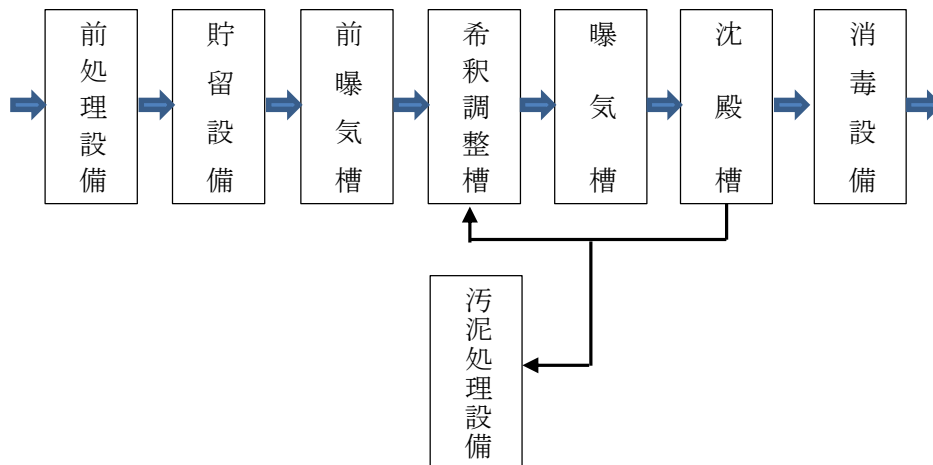 前処理設備
貯留設備
前曝気槽
希釈調整槽
曝気槽
沈殿槽
消毒設備
汚泥処理設備